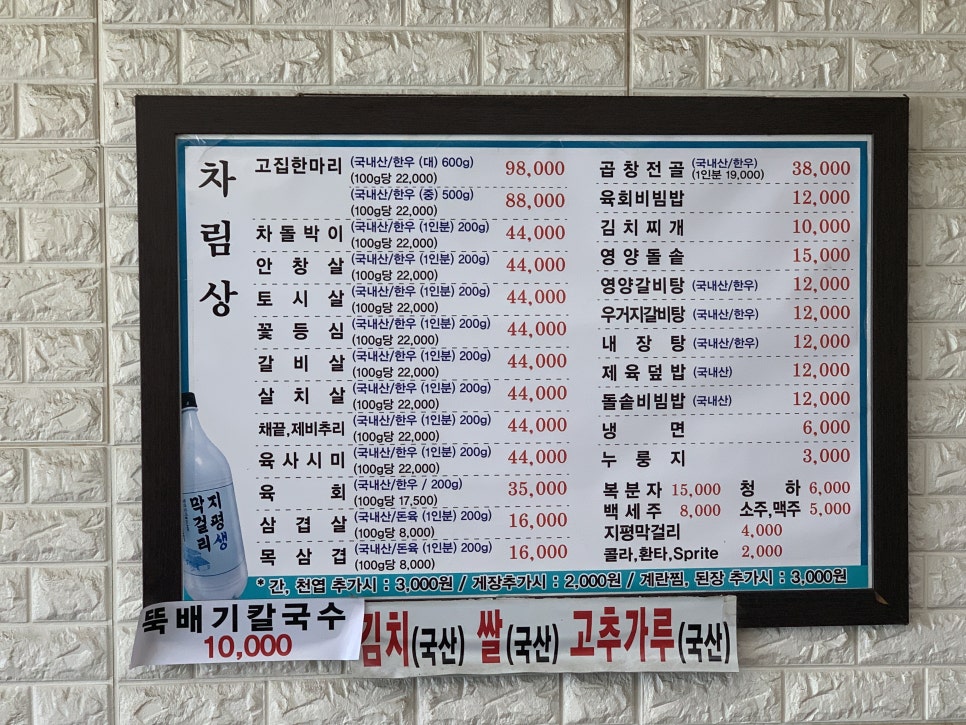 차림상
고집한마리 (국내산/한우 (대) 600g) 98,000
(100g당 22,000)
(국내산/한우 (중) 500g) 88,000
(100g당 22,000)
차돌박이 (국내산/한우 (1인분) 200g) 44,000
(100g당 22,000)
안창살 (국내산/한우 (1인분) 200g) 44,000
(100g당 22,000)
토시살 (국내산/한우 (1인분) 200g) 44,000
(100g당 22,000)
꽃등심 (국내산/한우 (1인분) 200g) 44,000
(100g당 22,000)
갈비살 (국내산/한우 (1인분) 200g) 44,000
(100g당 22,000)
살치살 (국내산/한우 (1인분) 200g) 44,000
(100g당 22,000)
채끝,제비추리 (국내산/한우 (1인분) 200g) 44,000
(100g당 22,000)
육사시미 (국내산/한우 (1인분) 200g) 44,000
(100g당 22,000)
육회 (국내산/한우 / 200g) 35,000
(100g당 17,500)
삼겹살 (국내산/돈육 (1인분) 200g) 16,000
(100g당 8,000)
목삼겹 (국내산/돈육 (1인분) 200g) 16,000
(100g당 8,000)
곱창전골 (국내산/한우) 38,000
(1인분 19,000)
육회비빔밥 12,000
김치찌개 10,000
영양돌솥 15,000
영양갈비탕 (국내산/한우) 12,000
우거지갈비탕 (국내산/한우) 12,000
내장탕 (국내산/한우) 12,000
제육덮밥 (국내산) 12,000
돌솥비빔밥 (국내산) 12,000
냉면 6,000
누룽지 3,000
복분자 15,000 청하 6,000
백세주 8,000 소주,맥주 5,000
지평막걸리 4,000
콜라,환타,Sprite 2,000
지평생
막걸리
* 간, 천엽 추가시 : 3,000원 / 게장추가시 : 2,000원 / 계란찜, 된장 추가시 : 3,000원
뚝배기칼국수
10,000
김치(국산) 쌀(국산) 고추가루(국산)